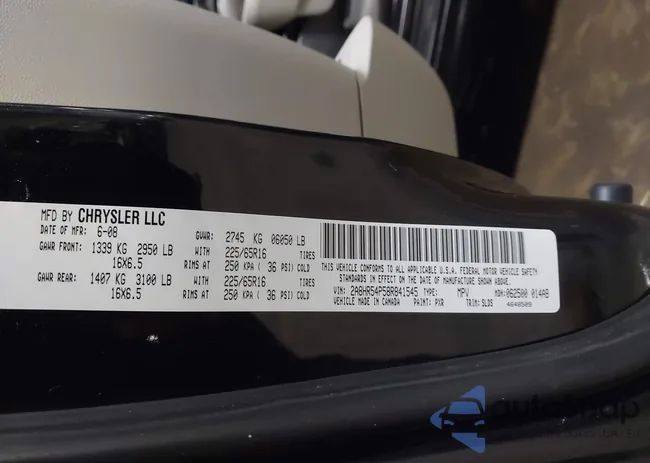 MFD BY CHRYSLER LLC
DATE OF MFR: 6-08 GVWR: 2745 KG 06050 LB
GAWR FRONT: 1339 KG 2950 LB WITH 225/65R16 TIRES
16X6.5 RIMS AT 250 KPA ( 36 PSI) COLD
GAWR REAR: 1407 KG 3100 LB WITH 225/65R16 TIRES
16X6.5 RIMS AT 250 KPA ( 36 PSI) COLD
THIS VEHICLE CONFORMS TO ALL APPLICABLE U.S.A. FEDERAL MOTOR VEHICLE SAFETY
STANDARDS IN EFFECT ON THE DATE OF MANUFACTURE SHOWN ABOVE.
VIN: 2A8HR54P58R841545 TYPE: MPV MDH: 062500 014AB
VEHICLE MADE IN CANADA PAINT: PXR TRIM: SLDS
autobnap